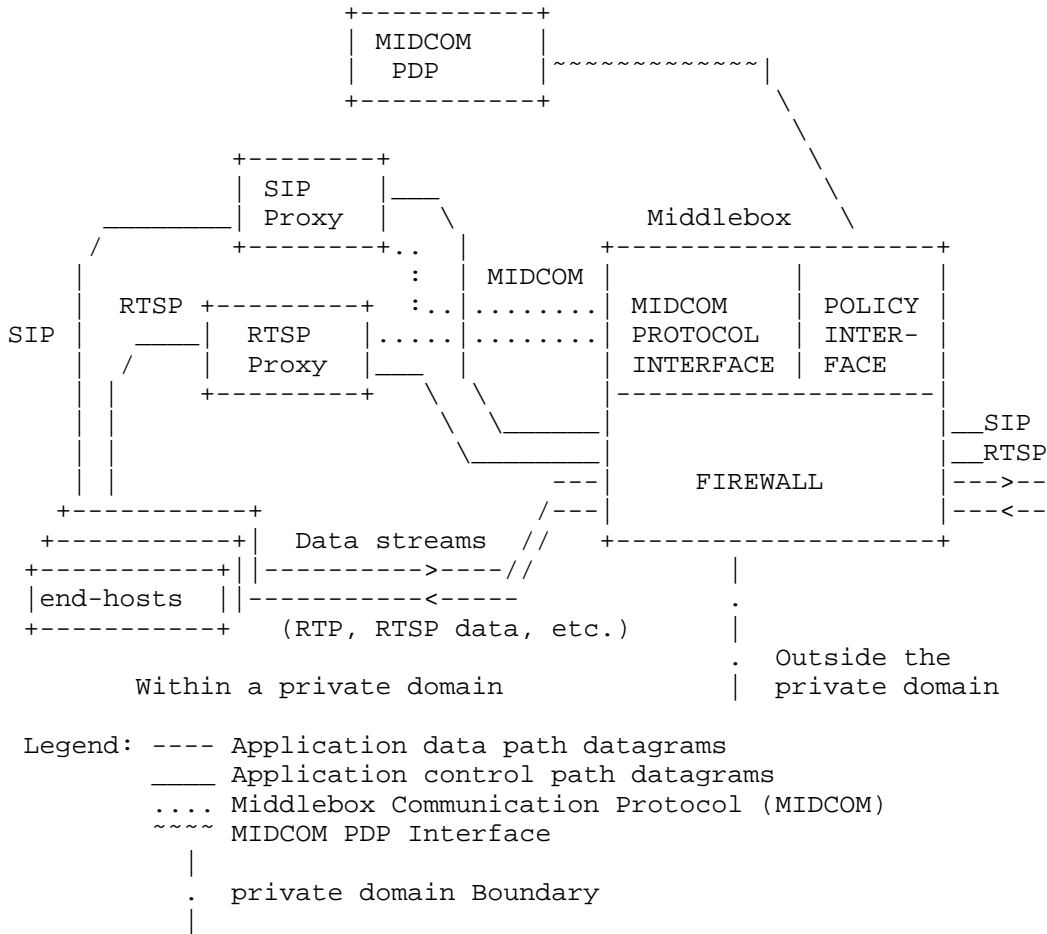 MIDCOM
PDP
SIP
Proxy
Middlebox
MIDCOM
RTSP
MIDCOM POLICY
SIP RTSP PROTOCOL INTER-
Proxy INTERFACE FACE
SIP
RTSP
FIREWALL
Data streams
end-hosts
(RTP, RTSP data, etc.)
Outside the
Within a private domain private domain
Legend: ---- Application data path datagrams
____ Application control path datagrams
.... Middlebox Communication Protocol (MIDCOM)
~~~~ MIDCOM PDP Interface
private domain Boundary